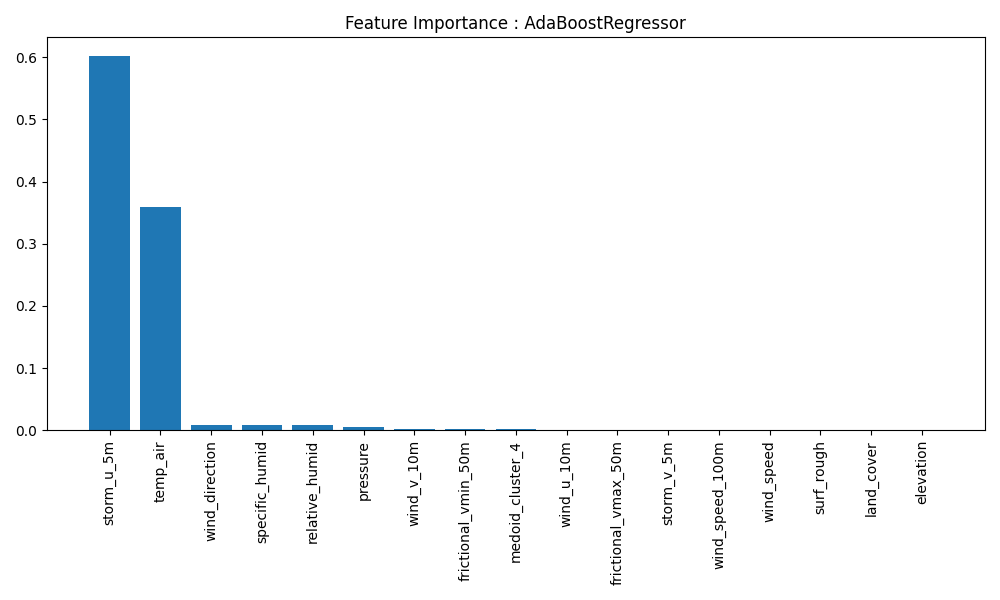 Feature Importance : AdaBoostRegressor
0.6
0.5
0.4
0.3
0.2
0.1
0.0
storm_u_5m
temp_air
wind_direction
specific_humid
relative_humid
pressure
wind_v_10m
frictional_vmin_50m
medoid_cluster_4
wind_u_10m
frictional_vmax_50m
storm_v_5m
wind_speed_100m
wind_speed
surf_rough
land_cover
elevation